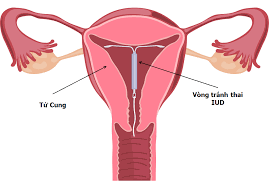 Vòng tránh thai
IUD
Tử Cung